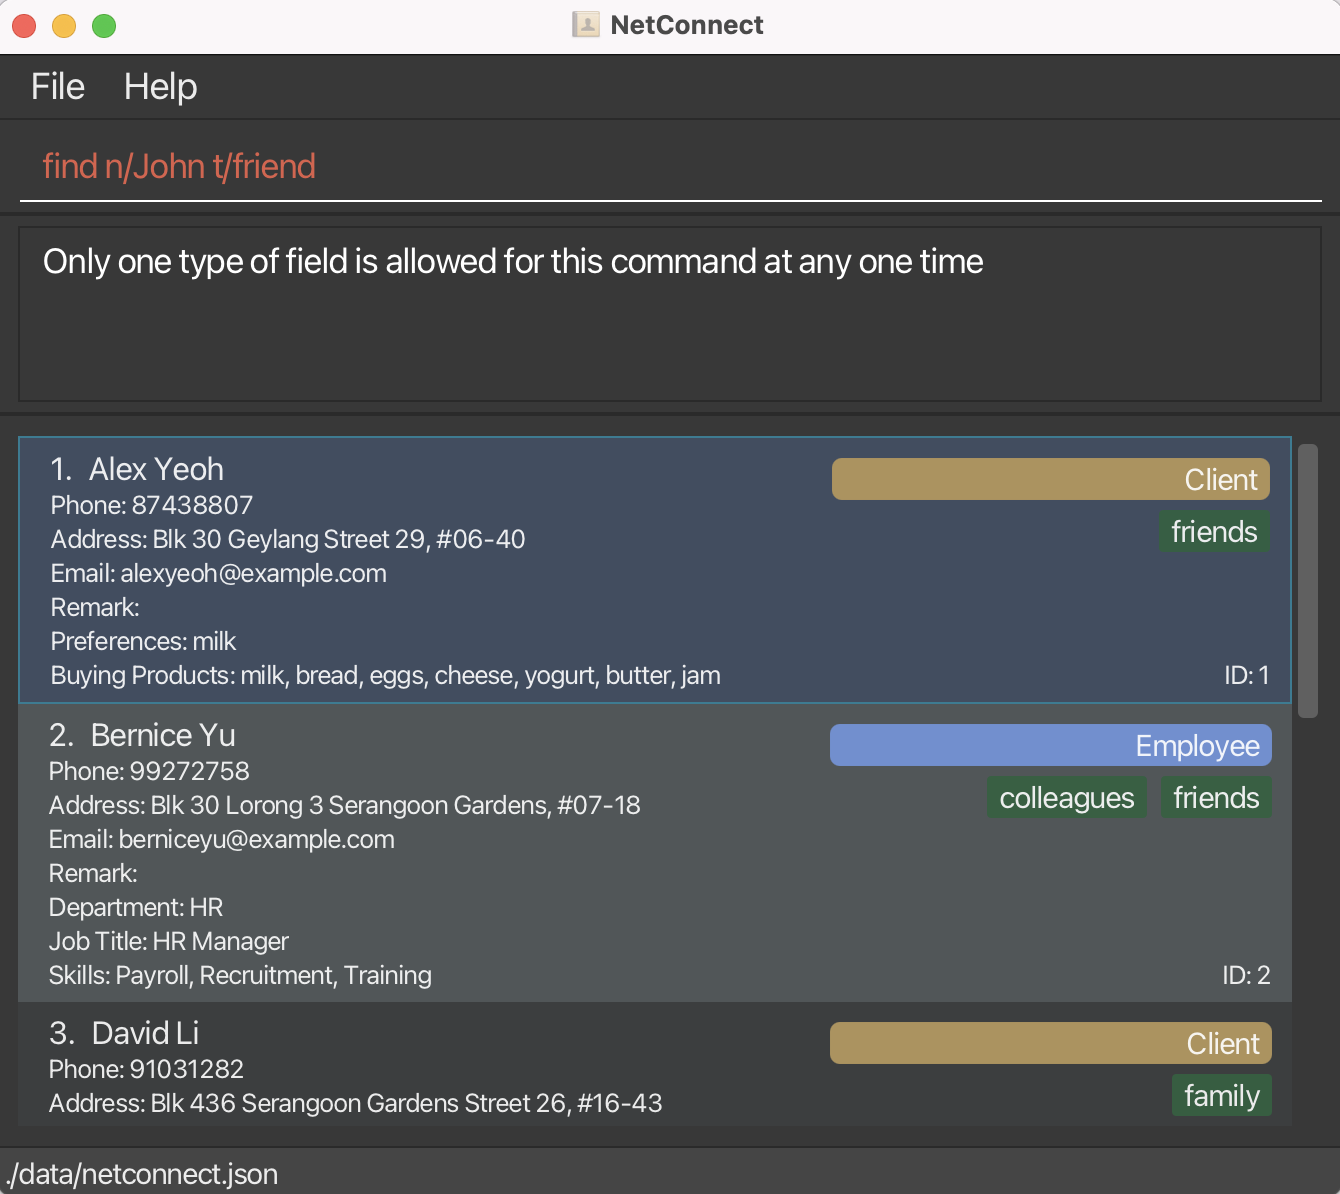 NetConnect
File Help
find n/John t/friend
Only one type of field is allowed for this command at any one time
1. Alex Yeoh
Client
Phone: 87438807
friends
Address: Blk 30 Geylang Street 29, #06-40
Email: alexyeoh@example.com
Remark:
Preferences: milk
Buying Products: milk, bread, eggs, cheese, yogurt, butter, jam
ID: 1
2. Bernice Yu
Employee
Phone: 99272758
colleagues friends
Address: Blk 30 Lorong 3 Serangoon Gardens, #07-18
Email: berniceyu@example.com
Remark:
Department: HR
Job Title: HR Manager
Skills: Payroll, Recruitment, Training
ID: 2
3. David Li
Client
Phone: 91031282
family
Address: Blk 436 Serangoon Gardens Street 26, #16-43
./data/netconnect.json